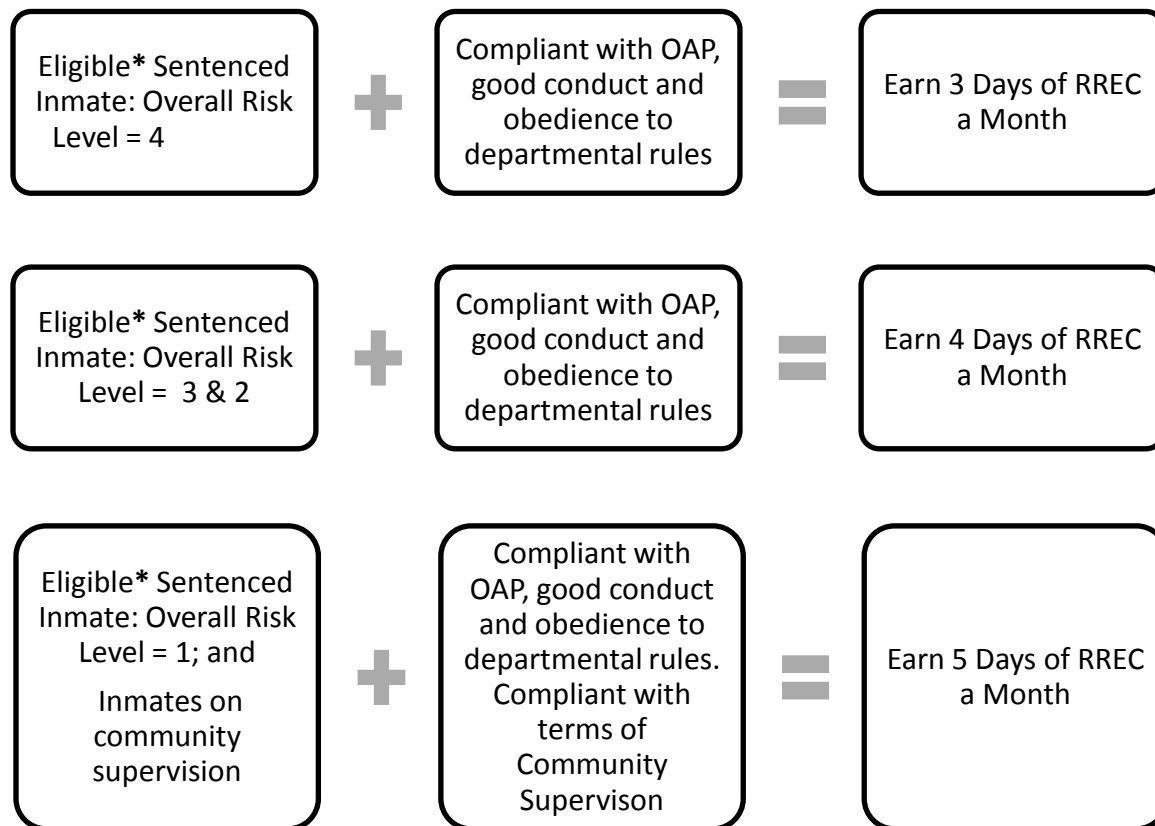 Eligible* Sentenced
Inmate: Overall Risk
Level = 4
Compliant with OAP,
good conduct and
obedience to
departmental rules
Earn 3 Days of RREC
a Month
Eligible* Sentenced
Inmate: Overall Risk
Level = 3 & 2
Compliant with OAP,
good conduct and
obedience to
departmental rules
Earn 4 Days of RREC
a Month
Eligible* Sentenced
Inmate: Overall Risk
Level = 1; and
Inmates on
community
supervision
Compliant with
OAP, good conduct
and obedience to
departmental rules.
Compliant with
terms of
Community
Supervison
Earn 5 Days of RREC
a Month